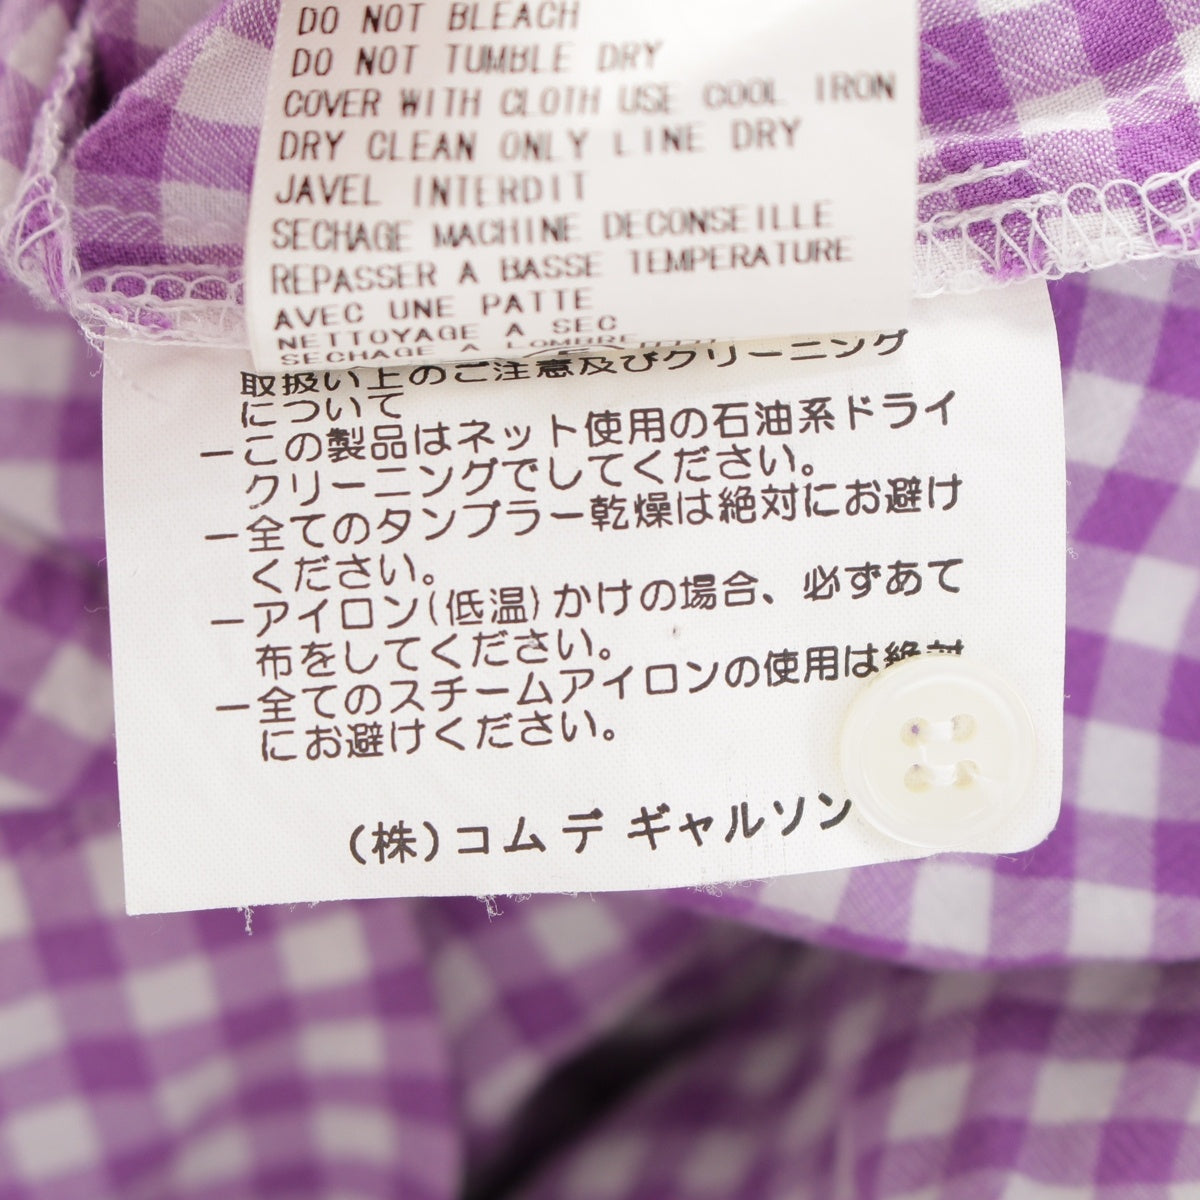 DO NOT BLEACH
DO NOT TUMBLE DRY
COVER WITH CLOTH USE COOL IRON
DRY CLEAN ONLY LINE DRY
JAVEL INTERDIT
SECHAGE MACHINE DECONSEILLE
REPASSER A BASSE TEMPERATURE
AVEC UNE PATTE
NETTOYAGE A SEC
SECHAGE A LOMBRE
取扱い上のご注意及びクリーニング
について
ーこの製品はネット使用の石油系ドライ
クリーニングでしてください。
ー全てのタンブラー乾燥は絶対にお避け
ください。
ーアイロン(低温)かけの場合、必ずあて
布をしてください。
ー全てのスチームアイロンの使用は絶対
にお避けください。
(株)コム デ ギャルソン